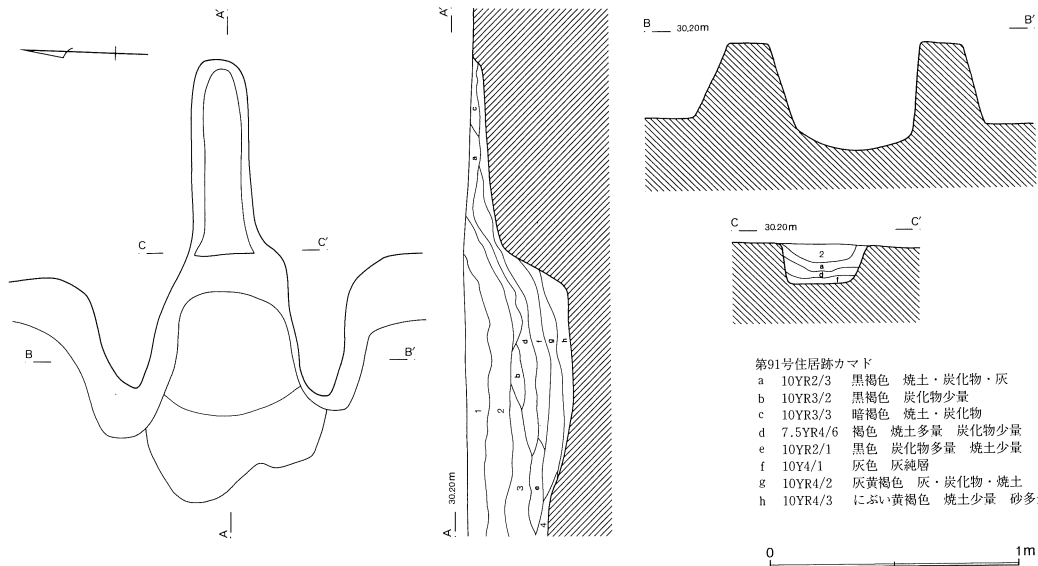 A'
C
C'
B
B'
A
A'
c
a
d
f
g
h
b
1
2
3
e
4
A
30.20m
B
30.20m
B'
C
30.20m
C'
2
a
d
f
第91号住居跡カマド
a 10YR2/3 黒褐色 焼土・炭化物・灰
b 10YR3/2 黒褐色 炭化物少量
c 10YR3/3 暗褐色 焼土・炭化物
d 7.5YR4/6 褐色 焼土多量 炭化物少量
e 10YR2/1 黒色 炭化物多量 焼土少量
f 10Y4/1 灰色 灰純層
g 10YR4/2 灰黄褐色 灰・炭化物・焼土
h 10YR4/3 にぶい黄褐色 焼土少量 砂多
0 1m